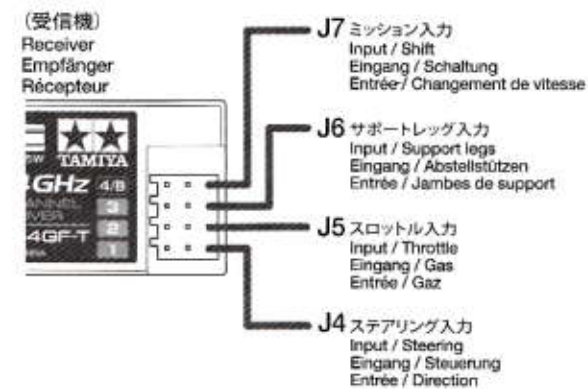 (受信機)
Receiver
Empfänger
Récepteur
J7 ミッション入力
Input / Shift
Eingang / Schaltung
Entrée / Changement de vitesse
J6 サポートレッグ入力
Input / Support legs
Eingang / Abstellstützen
Entrée / Jambes de support
J5 スロットル入力
Input / Throttle
Eingang / Gas
Entrée / Gaz
J4 ステアリング入力
Input / Steering
Eingang / Steuerung
Entrée / Direction
TAMIYA
GHz 4/B
3
2
4GF-T 1